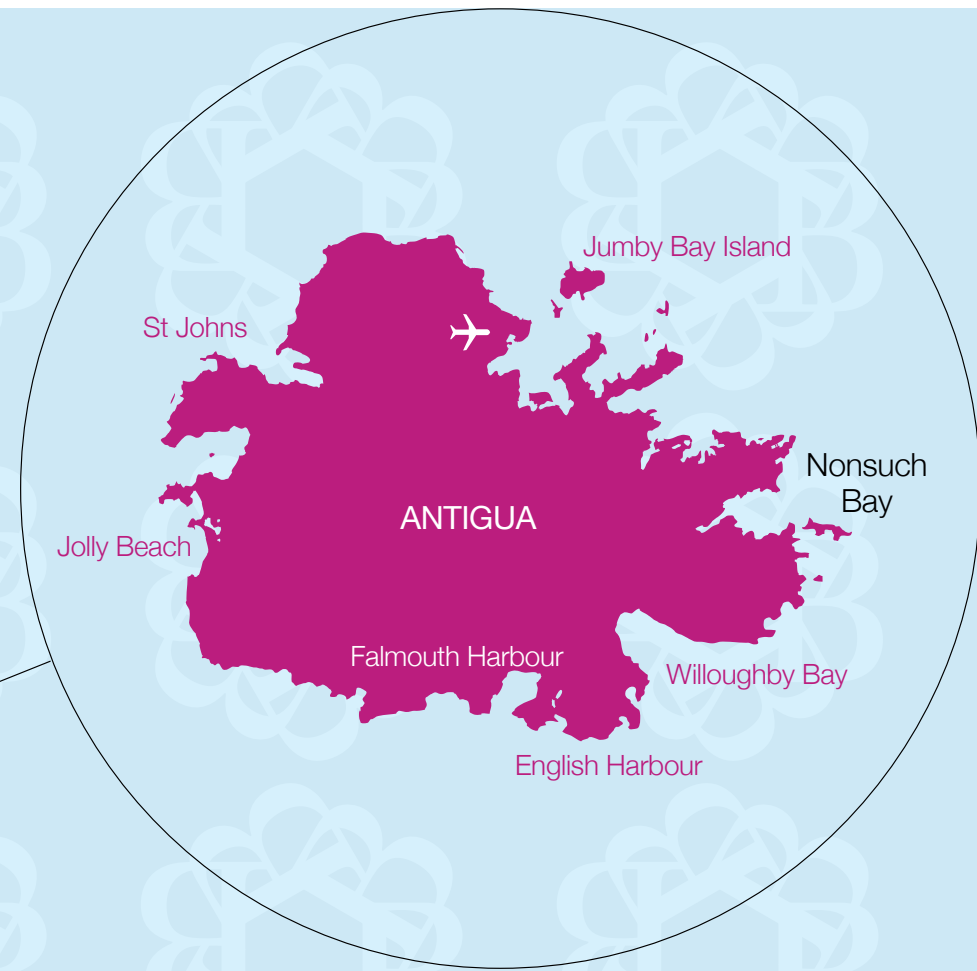 Jumby Bay Island
St Johns
Nonsuch
Bay
ANTIGUA
Jolly Beach
Falmouth Harbour
Willoughby Bay
English Harbour